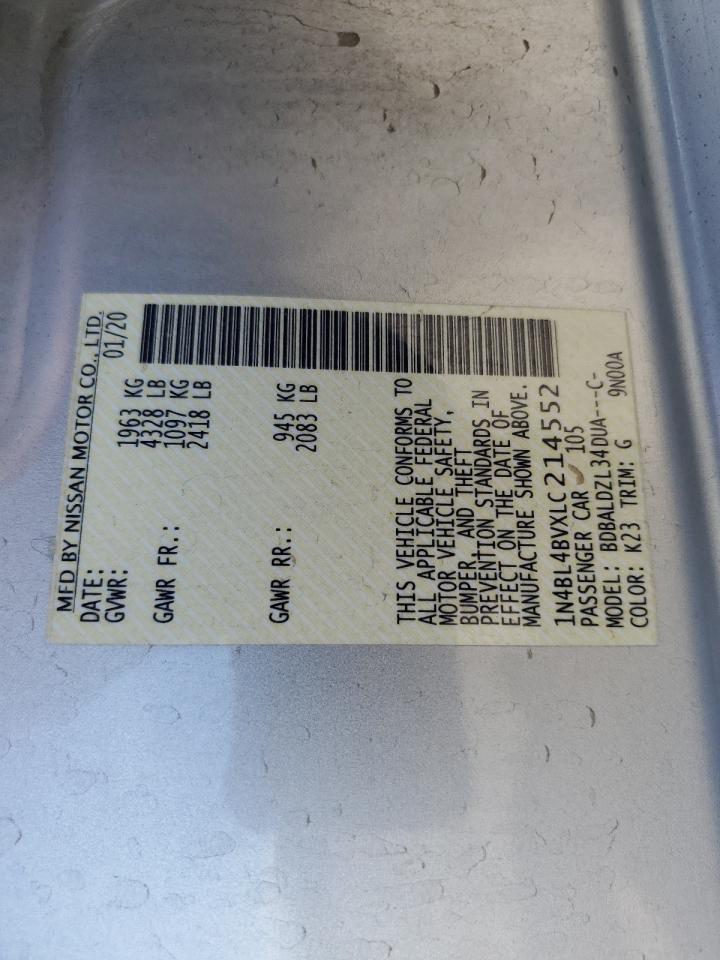 MFD BY NISSAN MOTOR CO., LTD.
DATE: 01/20
GVWR: 1963 KG
4328 LB
GAWR FR.: 1097 KG
2418 LB
GAWR RR.: 945 KG
2083 LB
THIS VEHICLE CONFORMS TO
ALL APPLICABLE FEDERAL
MOTOR VEHICLE SAFETY,
BUMPER, AND THEFT
PREVENTION STANDARDS IN
EFFECT ON THE DATE OF
MANUFACTURE SHOWN ABOVE.
1N4BL4BVXLC214552
PASSENGER CAR 105
MODEL: BDBALDZL34DUA---C-
COLOR: K23 TRIM: G 9N00A